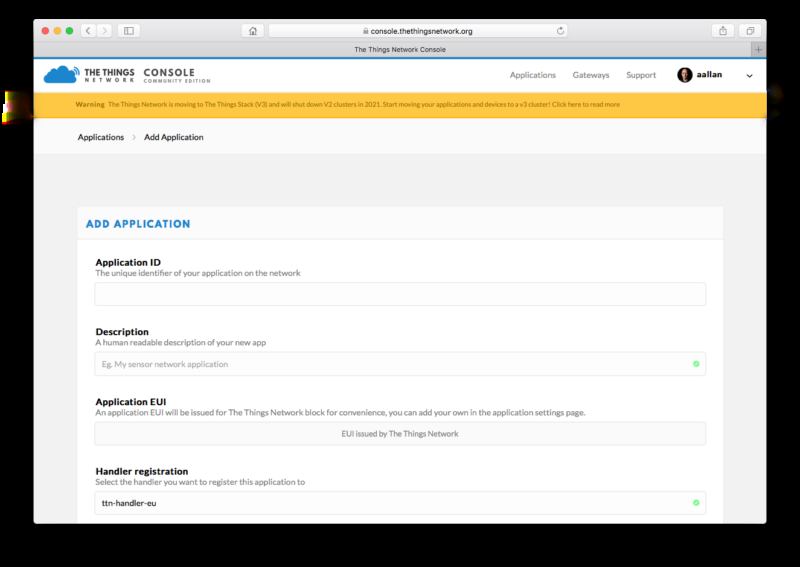 console.thethingsnetwork.org
The Things Network Console
THE THINGS
NETWORK
CONSOLE
COMMUNITY EDITION
Applications
Gateways
Support
aallan
Warning The Things Network is moving to The Things Stack (V3) and will shut down V2 clusters in 2021. Start moving your applications and devices to a v3 cluster! Click here to read more
Applications > Add Application
ADD APPLICATION
Application ID
The unique identifier of your application on the network
Description
A human readable description of your new app
Eg. My sensor network application
Application EUI
An application EUI will be issued for The Things Network block for convenience, you can add your own in the application settings page.
EUI issued by The Things Network
Handler registration
Select the handler you want to register this application to
ttn-handler-eu